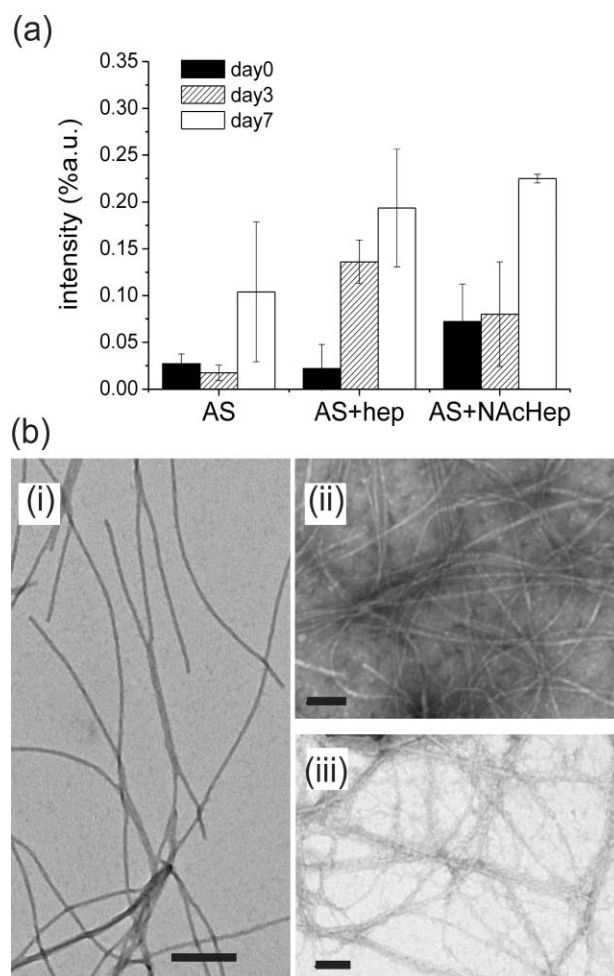 (a)
day0
day3
day7
0.35
0.30
0.25
0.20
0.15
0.10
0.05
0.00
intensity (%a.u.)
AS AS+hep AS+NAcHep
(b)
(i)
(ii)
(iii)